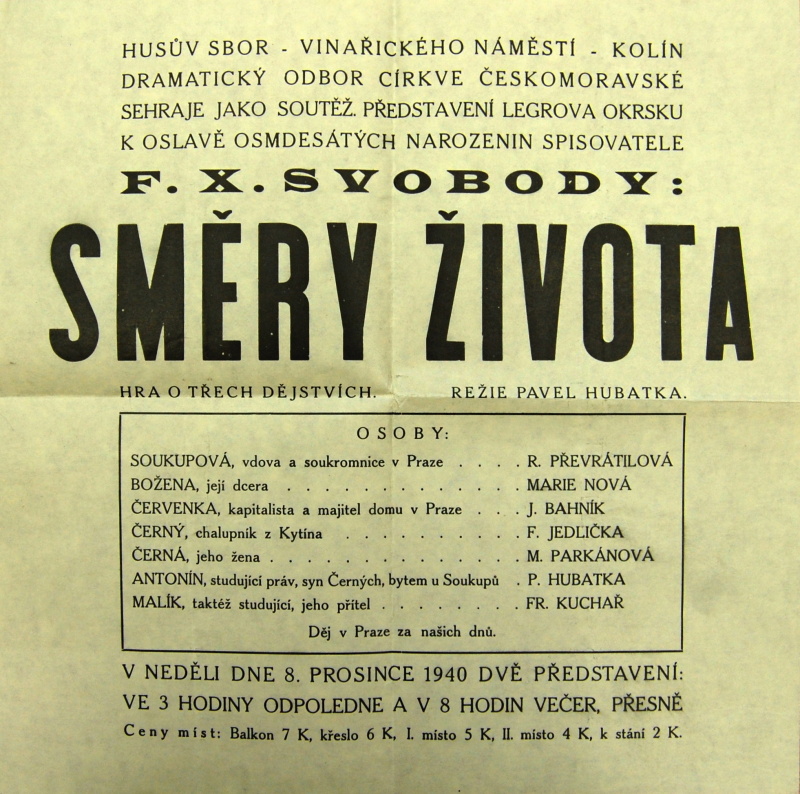 HUSŮV SBOR - VINAŘICKÉHO NÁMĚSTÍ - KOLÍN
DRAMATICKÝ ODBOR CÍRKVE ČESKOMORAVSKÉ
SEHRAJE JAKO SOUTĚŽ. PŘEDSTAVENÍ LEGROVA OKRSKU
K OSLAVĚ OSMDESÁTÝCH NAROZENIN SPISOVATELE
F. X. SVOBODY:
SMĚRY ŽIVOTA
HRA O TŘECH DĚJSTVÍCH. REŽIE PAVEL HUBATKA.
OSOBY:
SOUKUPOVÁ, vdova a soukromnice v Praze . . . . R. PŘEVRÁTILOVÁ
BOŽENA, její dcera . . . . . . . . . . . . . MARIE NOVÁ
ČERVENKA, kapitalista a majitel domu v Praze . . . J. BAHNÍK
ČERNÝ, chalupník z Kytína . . . . . . . . . . F. JEDLIČKA
ČERNÁ, jeho žena . . . . . . . . . . . . . . M. PARKÁNOVÁ
ANTONÍN, studující práv, syn Černých, bytem u Soukupů . P. HUBATKA
MALÍK, taktéž studující, jeho přítel . . . . . . . . FR. KUCHAŘ
Děj v Praze za našich dnů.
V NEDĚLI DNE 8. PROSINCE 1940 DVĚ PŘEDSTAVENÍ:
VE 3 HODINY ODPOLEDNE A V 8 HODIN VEČER, PŘESNĚ
Ceny míst: Balkon 7 K, křeslo 6 K, I. místo 5 K, II. místo 4 K, k stání 2 K.